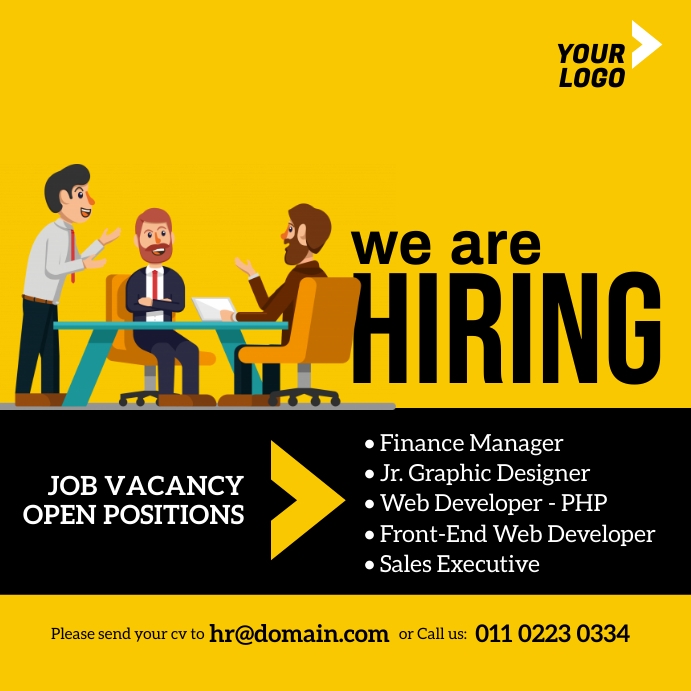 YOUR
LOGO
we are
HIRING
JOB VACANCY
OPEN POSITIONS
• Finance Manager
• Jr. Graphic Designer
• Web Developer - PHP
• Front-End Web Developer
• Sales Executive
Please send your cv to hr@domain.com or Call us: 011 0223 0334